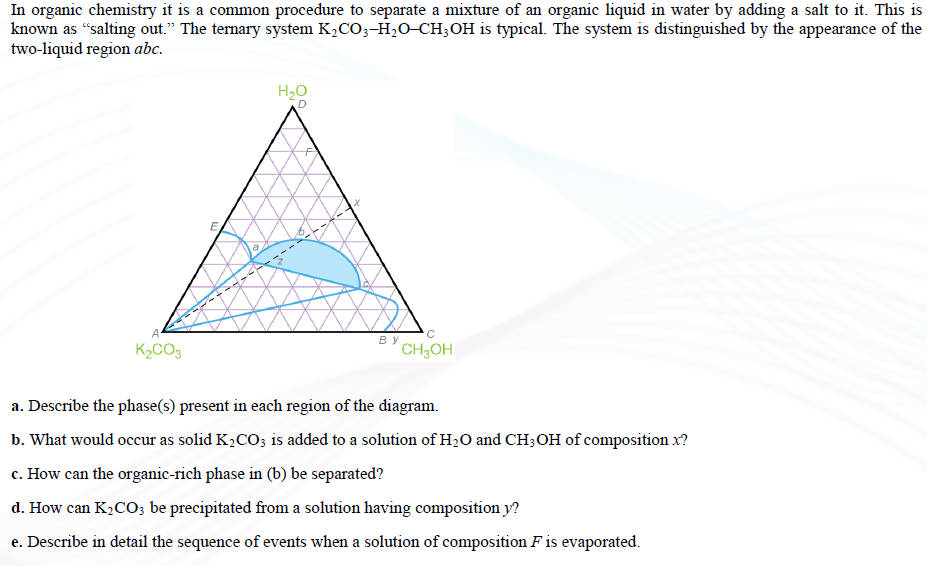 In organic chemistry it is a common procedure to separate a mixture of an organic liquid in water by adding a salt to it. This is
known as “salting out.” The ternary system K₂CO₃–H₂O–CH₃OH is typical. The system is distinguished by the appearance of the
two-liquid region abc.
H₂O
D
F
x
E
b
a
z
c
A
B y
C
K₂CO₃
CH₃OH
a. Describe the phase(s) present in each region of the diagram.
b. What would occur as solid K₂CO₃ is added to a solution of H₂O and CH₃OH of composition x?
c. How can the organic-rich phase in (b) be separated?
d. How can K₂CO₃ be precipitated from a solution having composition y?
e. Describe in detail the sequence of events when a solution of composition F is evaporated.